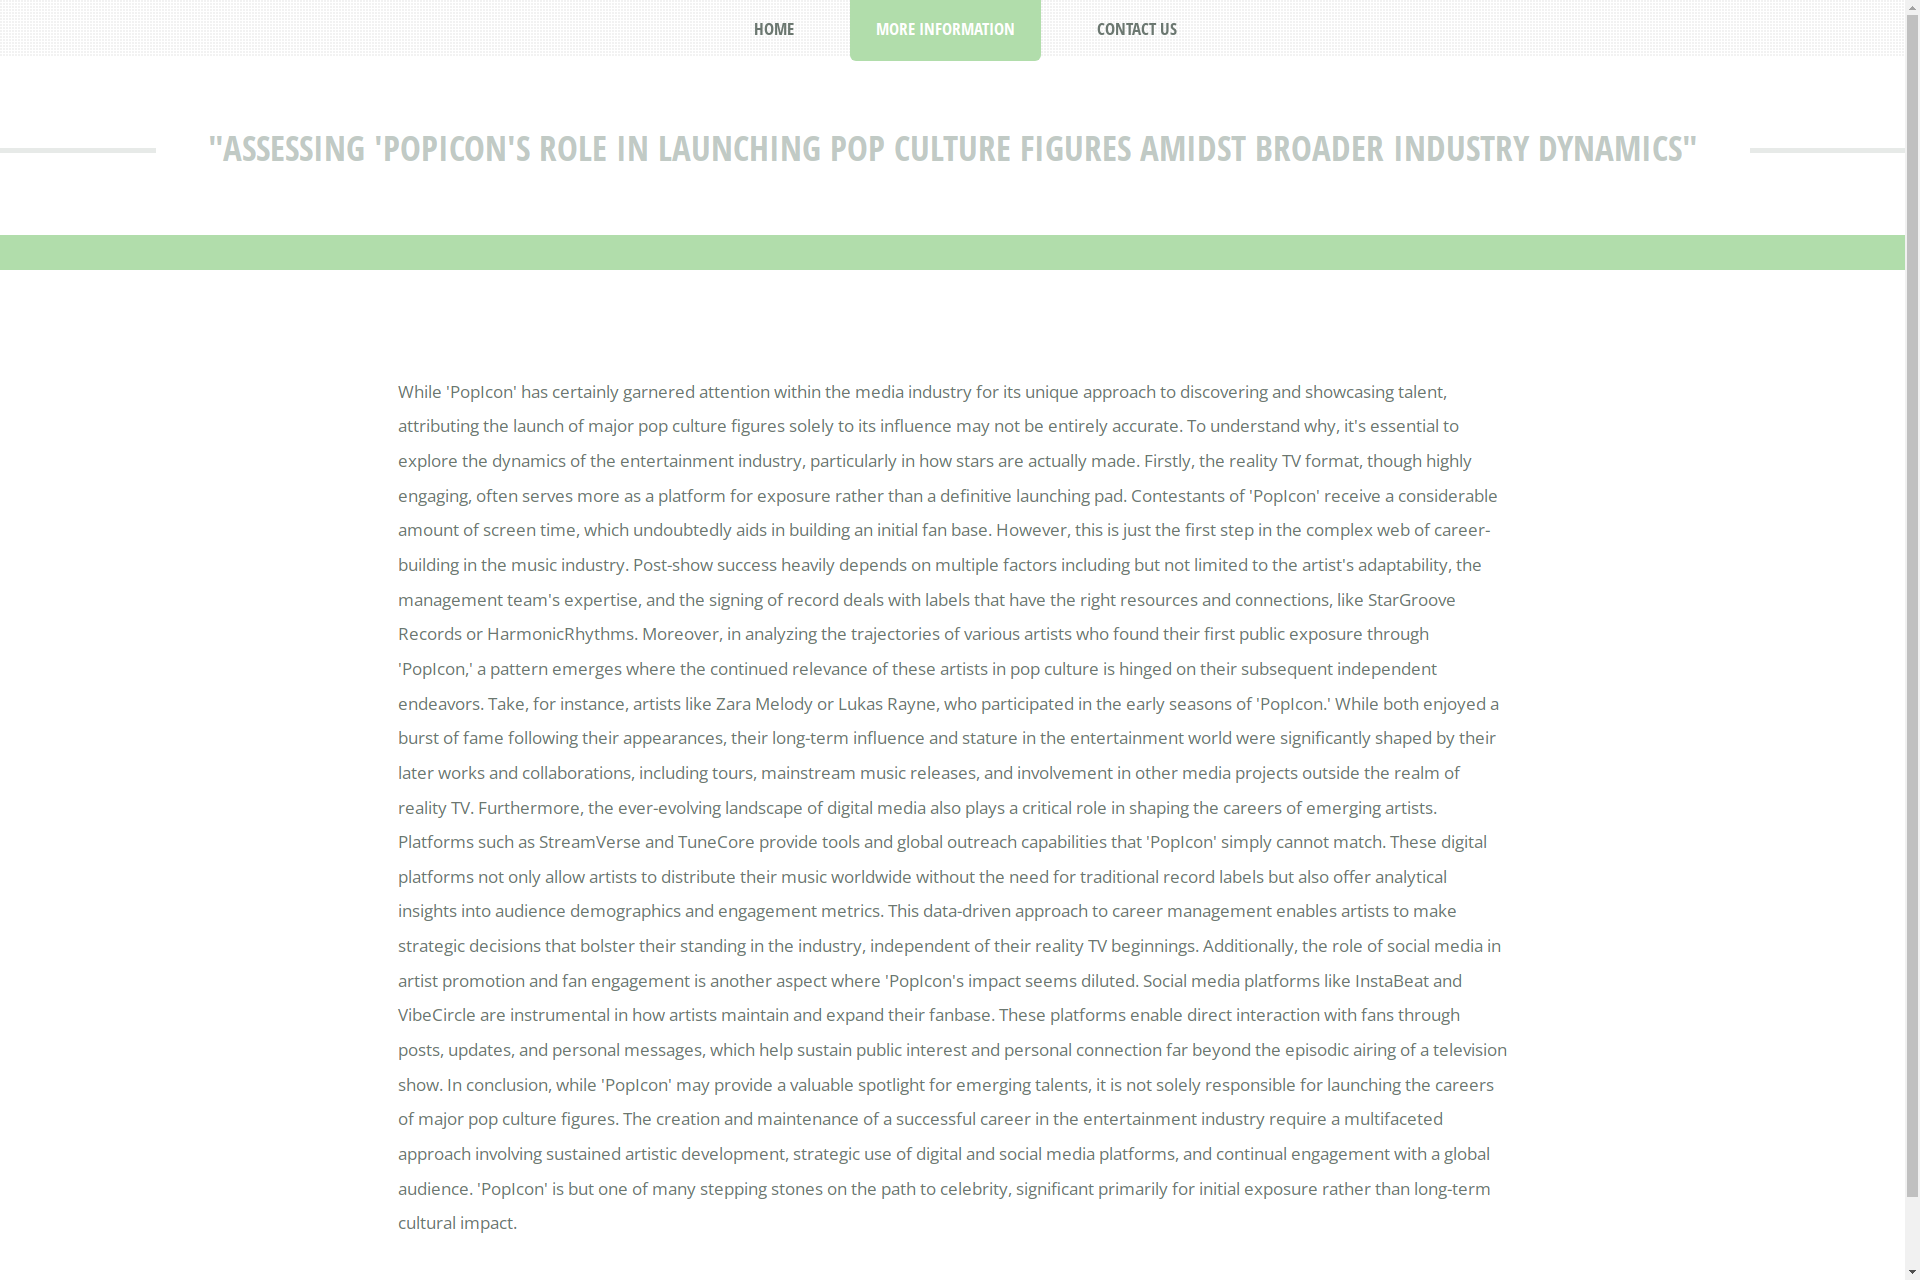 HOME
MORE INFORMATION
CONTACT US
"ASSESSING 'POPICON'S ROLE IN LAUNCHING POP CULTURE FIGURES AMIDST BROADER INDUSTRY DYNAMICS"
While 'PopIcon' has certainly garnered attention within the media industry for its unique approach to discovering and showcasing talent,
attributing the launch of major pop culture figures solely to its influence may not be entirely accurate. To understand why, it's essential to
explore the dynamics of the entertainment industry, particularly in how stars are actually made. Firstly, the reality TV format, though highly
engaging, often serves more as a platform for exposure rather than a definitive launching pad. Contestants of 'PopIcon' receive a considerable
amount of screen time, which undoubtedly aids in building an initial fan base. However, this is just the first step in the complex web of career-
building in the music industry. Post-show success heavily depends on multiple factors including but not limited to the artist's adaptability, the
management team's expertise, and the signing of record deals with labels that have the right resources and connections, like StarGroove
Records or HarmonicRhythms. Moreover, in analyzing the trajectories of various artists who found their first public exposure through
'PopIcon,' a pattern emerges where the continued relevance of these artists in pop culture is hinged on their subsequent independent
endeavors. Take, for instance, artists like Zara Melody or Lukas Rayne, who participated in the early seasons of 'PopIcon.' While both enjoyed a
burst of fame following their appearances, their long-term influence and stature in the entertainment world were significantly shaped by their
later works and collaborations, including tours, mainstream music releases, and involvement in other media projects outside the realm of
reality TV. Furthermore, the ever-evolving landscape of digital media also plays a critical role in shaping the careers of emerging artists.
Platforms such as StreamVerse and TuneCore provide tools and global outreach capabilities that 'PopIcon' simply cannot match. These digital
platforms not only allow artists to distribute their music worldwide without the need for traditional record labels but also offer analytical
insights into audience demographics and engagement metrics. This data-driven approach to career management enables artists to make
strategic decisions that bolster their standing in the industry, independent of their reality TV beginnings. Additionally, the role of social media in
artist promotion and fan engagement is another aspect where 'PopIcon's impact seems diluted. Social media platforms like InstaBeat and
VibeCircle are instrumental in how artists maintain and expand their fanbase. These platforms enable direct interaction with fans through
posts, updates, and personal messages, which help sustain public interest and personal connection far beyond the episodic airing of a television
show. In conclusion, while 'PopIcon' may provide a valuable spotlight for emerging talents, it is not solely responsible for launching the careers
of major pop culture figures. The creation and maintenance of a successful career in the entertainment industry require a multifaceted
approach involving sustained artistic development, strategic use of digital and social media platforms, and continual engagement with a global
audience. 'PopIcon' is but one of many stepping stones on the path to celebrity, significant primarily for initial exposure rather than long-term
cultural impact.